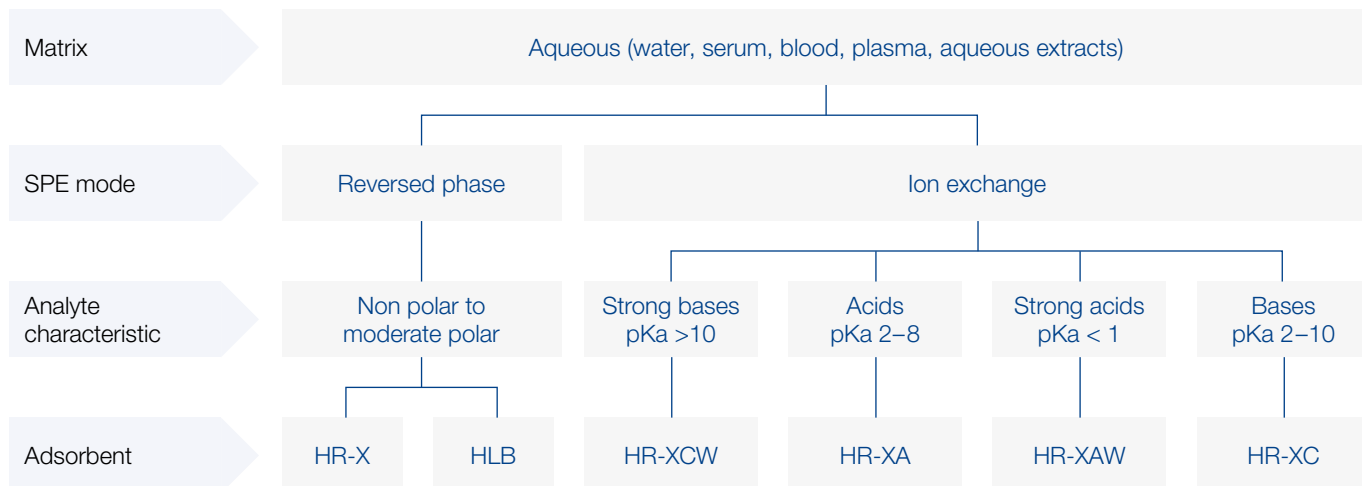 Matrix
Aqueous (water, serum, blood, plasma, aqueous extracts)
SPE mode
Reversed phase
Ion exchange
Analyte
characteristic
Non polar to
moderate polar
Strong bases
pKa >10
Acids
pKa 2–8
Strong acids
pKa < 1
Bases
pKa 2–10
Adsorbent
HR-X
HLB
HR-XCW
HR-XA
HR-XAW
HR-XC